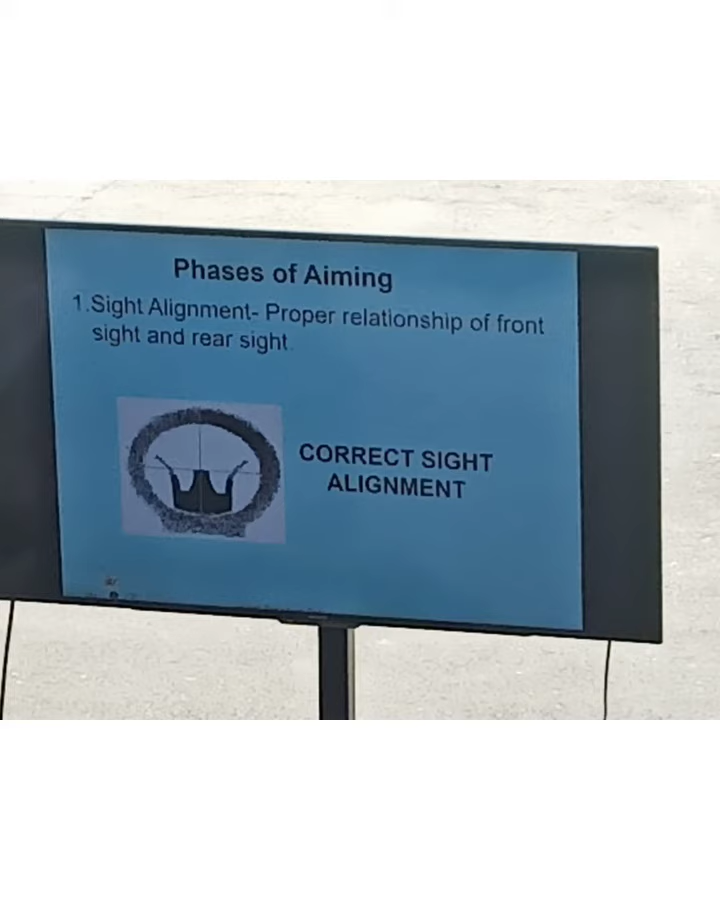 Phases of Aiming
1.Sight Alignment- Proper relationship of front
sight and rear sight
CORRECT SIGHT
ALIGNMENT